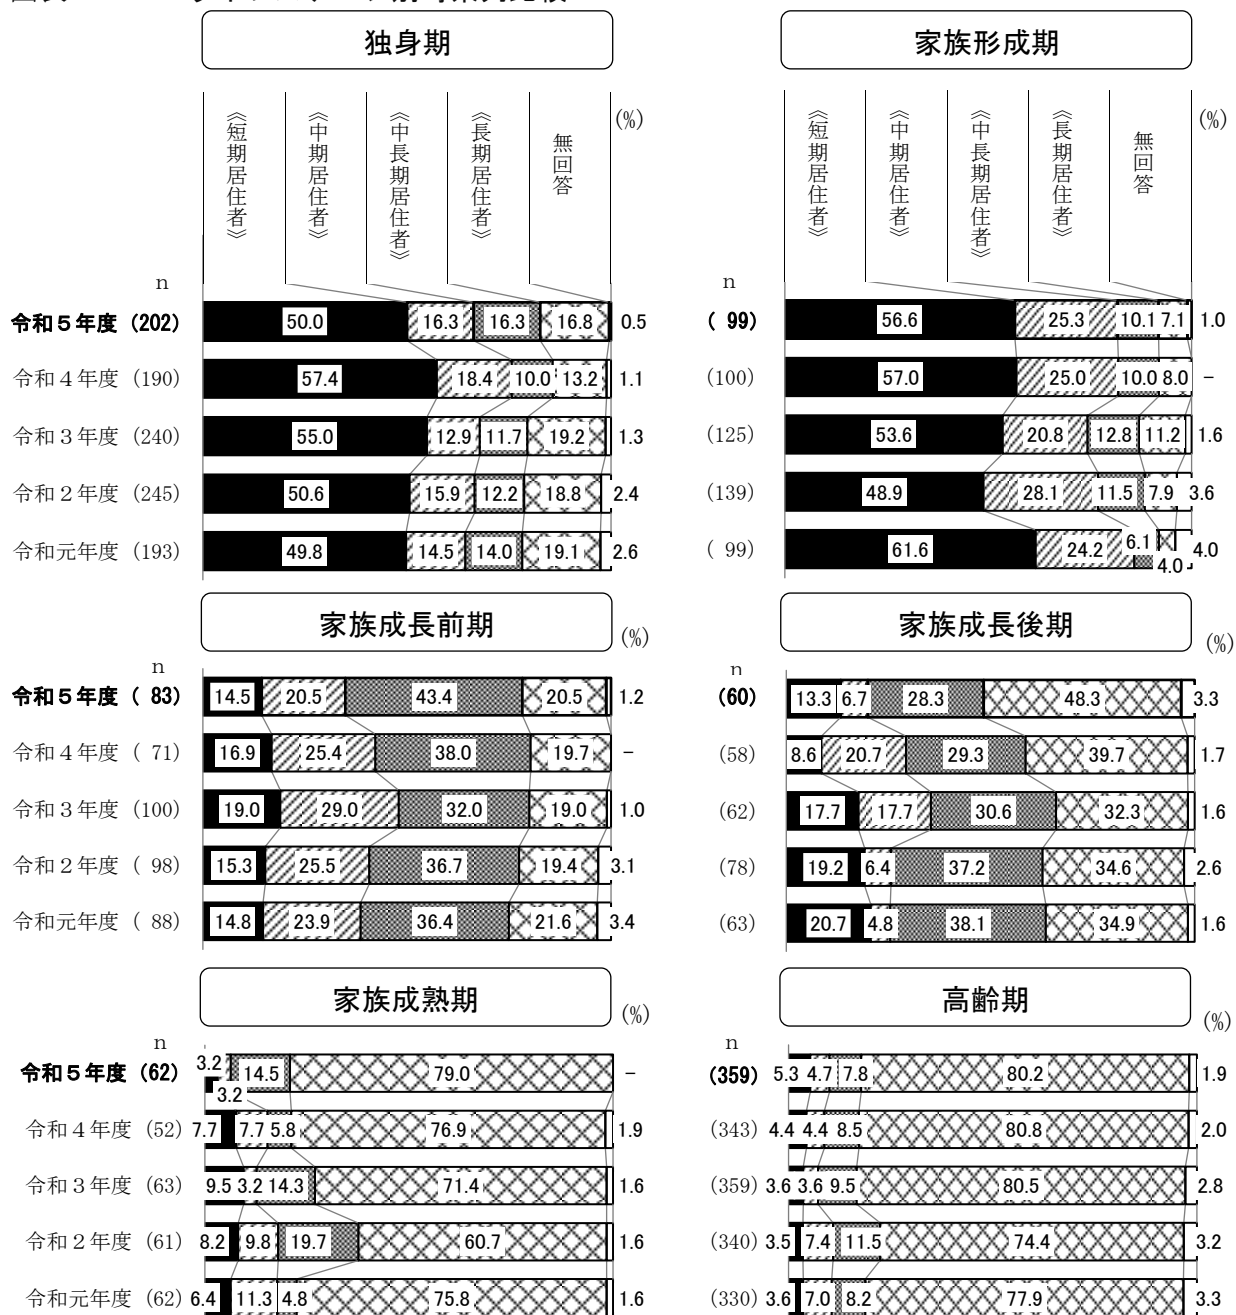 独身期
家族形成期
《短期居住者》
《中期居住者》
《中長期居住者》
《長期居住者》
無回答
(%)
《短期居住者》
《中期居住者》
《中長期居住者》
《長期居住者》
無回答
(%)
n
令和5年度 (202) 50.0 16.3 16.3 16.8 0.5
令和4年度 (190) 57.4 18.4 10.0 13.2 1.1
令和3年度 (240) 55.0 12.9 11.7 19.2 1.3
令和2年度 (245) 50.6 15.9 12.2 18.8 2.4
令和元年度 (193) 49.8 14.5 14.0 19.1 2.6
n
( 99) 56.6 25.3 10.1 7.1 1.0
(100) 57.0 25.0 10.0 8.0 -
(125) 53.6 20.8 12.8 11.2 1.6
(139) 48.9 28.1 11.5 7.9 3.6
( 99) 61.6 24.2 6.1 4.0 4.0
家族成長前期
(%)
n
令和5年度 ( 83) 14.5 20.5 43.4 20.5 1.2
令和4年度 ( 71) 16.9 25.4 38.0 19.7 -
令和3年度 (100) 19.0 29.0 32.0 19.0 1.0
令和2年度 ( 98) 15.3 25.5 36.7 19.4 3.1
令和元年度 ( 88) 14.8 23.9 36.4 21.6 3.4
家族成長後期
(%)
n
(60) 13.3 6.7 28.3 48.3 3.3
(58) 8.6 20.7 29.3 39.7 1.7
(62) 17.7 17.7 30.6 32.3 1.6
(78) 19.2 6.4 37.2 34.6 2.6
(63) 20.7 4.8 38.1 34.9 1.6
家族成熟期
(%)
n
令和5年度 (62) 3.2 3.2 14.5 79.0 -
令和4年度 (52) 7.7 7.7 5.8 76.9 1.9
令和3年度 (63) 9.5 3.2 14.3 71.4 1.6
令和2年度 (61) 8.2 9.8 19.7 60.7 1.6
令和元年度 (62) 6.4 11.3 4.8 75.8 1.6
高齢期
(%)
n
(359) 5.3 4.7 7.8 80.2 1.9
(343) 4.4 4.4 8.5 80.8 2.0
(359) 3.6 3.6 9.5 80.5 2.8
(340) 3.5 7.4 11.5 74.4 3.2
(330) 3.6 7.0 8.2 77.9 3.3